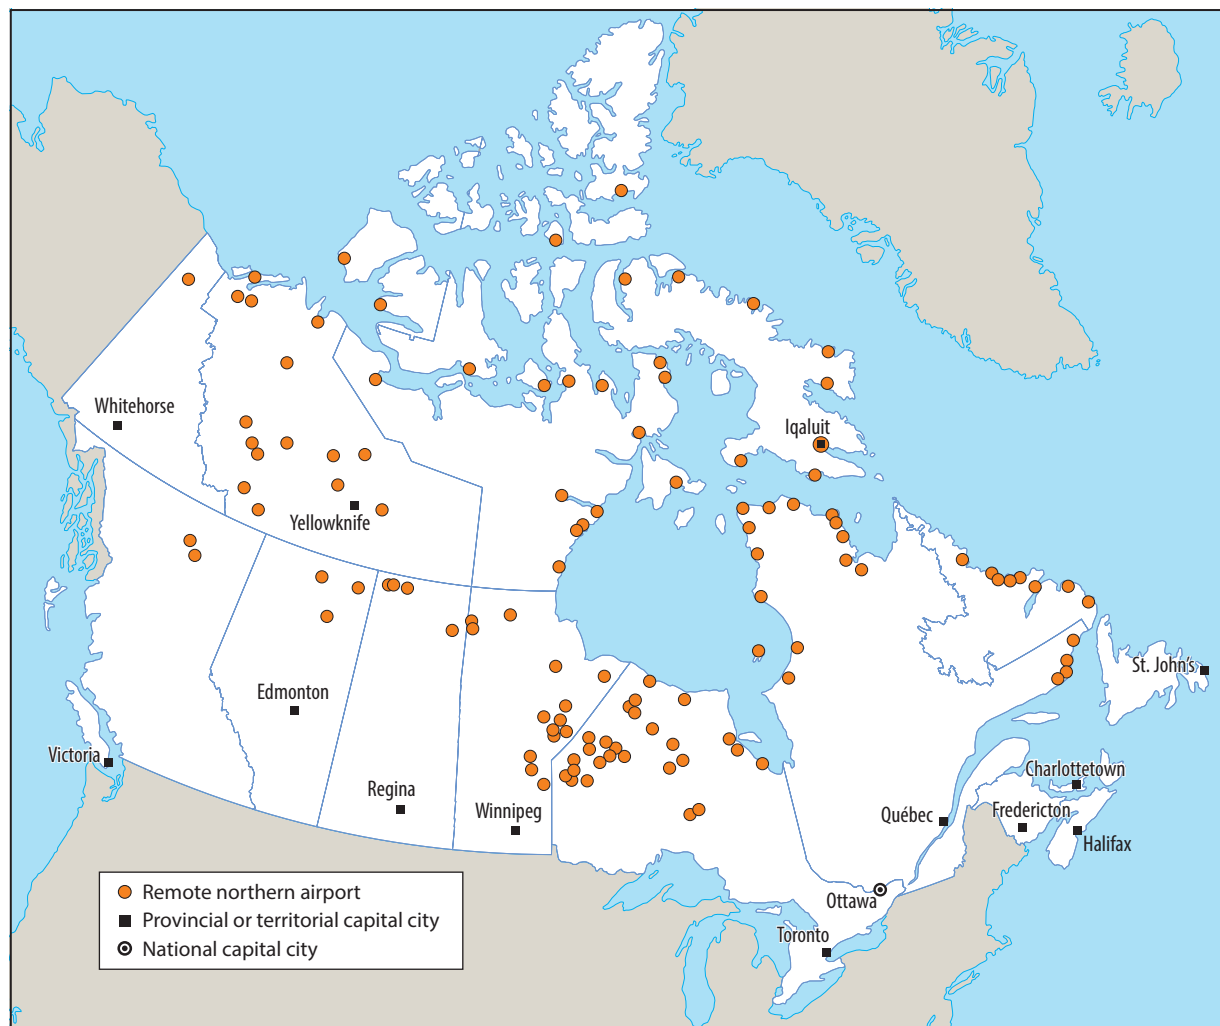 Whitehorse
Iqaluit
Yellowknife
Edmonton
St. John's
Victoria
Regina
Winnipeg
Charlottetown
Québec
Fredericton
Halifax
Ottawa
Toronto
Remote northern airport
Provincial or territorial capital city
National capital city